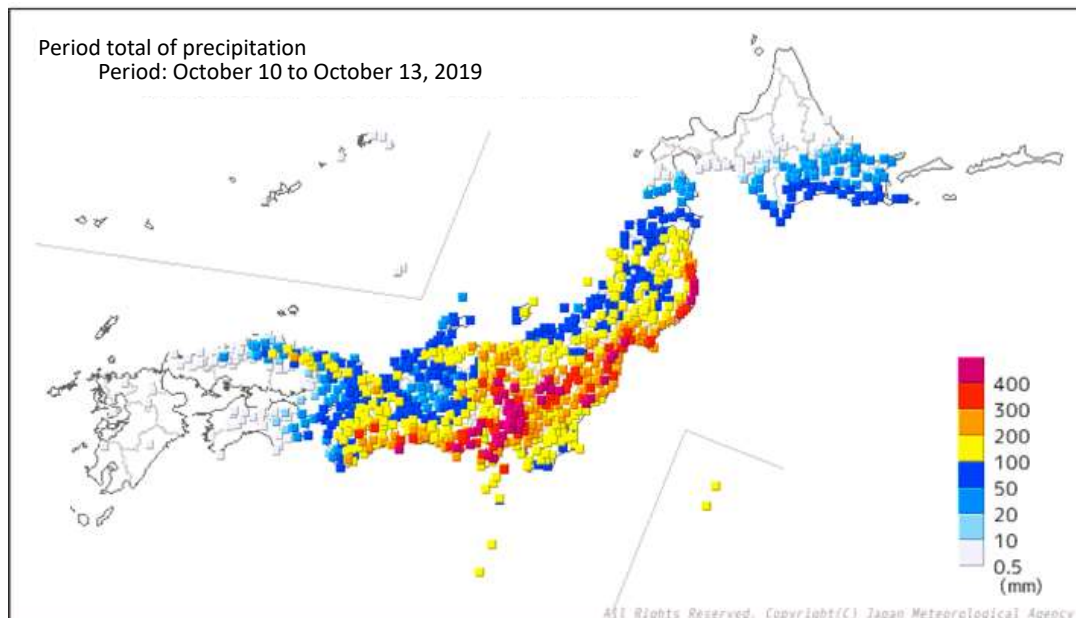 Period total of precipitation
Period: October 10 to October 13, 2019
400
300
200
100
50
20
10
0.5
(mm)
All Rights Reserved. Copyright(C) Japan Meteorological Agency